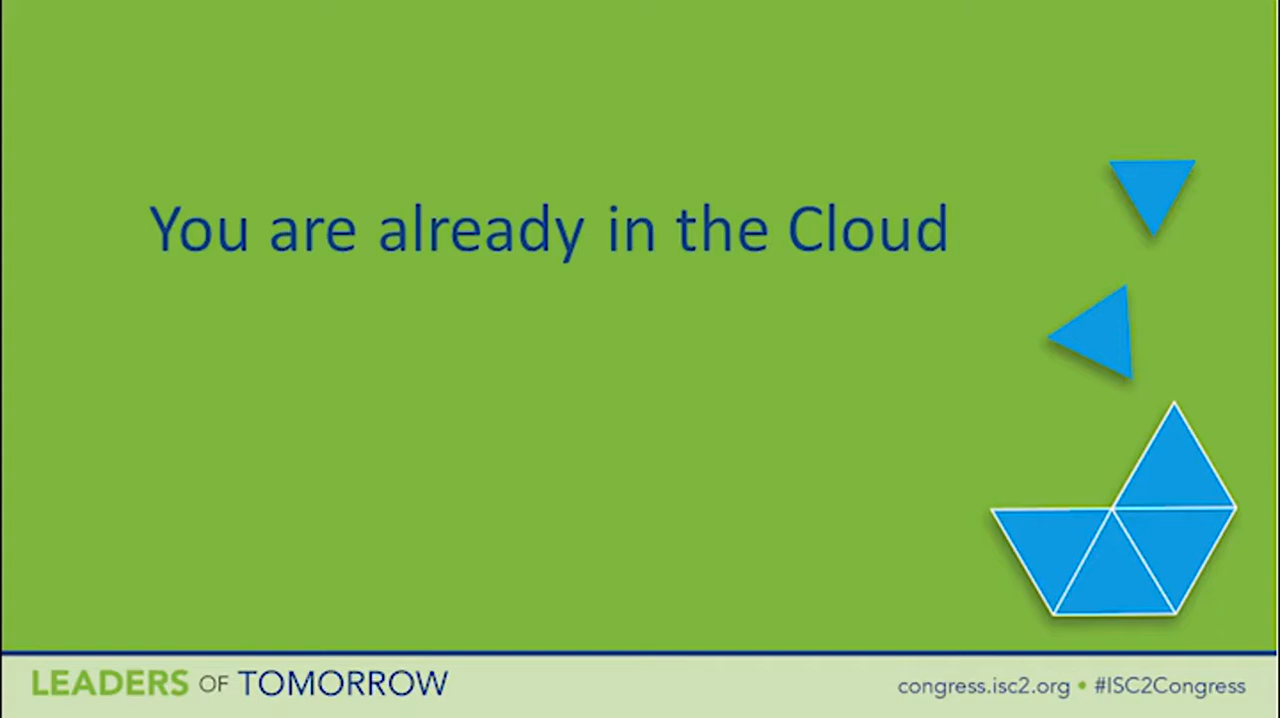 You are already in the Cloud
LEADERS OF TOMORROW
congress.isc2.org • #ISC2Congress